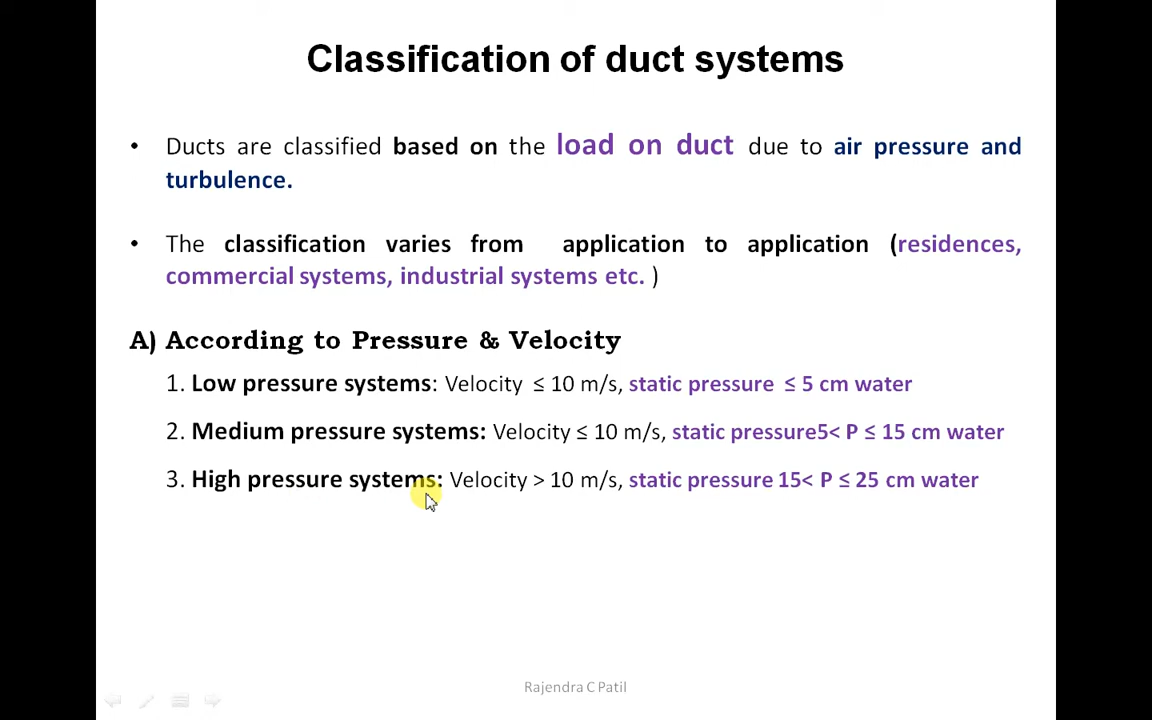 Classification of duct systems
• Ducts are classified based on the load on duct due to air pressure and
turbulence.
• The classification varies from application to application (residences,
commercial systems, industrial systems etc. )
A) According to Pressure & Velocity
1. Low pressure systems: Velocity ≤ 10 m/s, static pressure ≤ 5 cm water
2. Medium pressure systems: Velocity ≤ 10 m/s, static pressure5< P ≤ 15 cm water
3. High pressure systems: Velocity > 10 m/s, static pressure 15< P ≤ 25 cm water
Rajendra C Patil